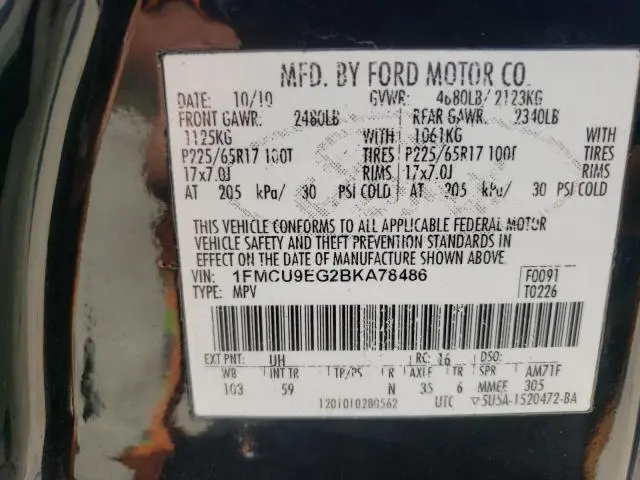 MFD. BY FORD MOTOR CO.
DATE: 10/10 GVWR: 4680LB/ 2123KG
FRONT GAWR: 2480LB REAR GAWR: 2340LB
1125KG WITH 1061KG WITH
P225/65R17 100T TIRES P225/65R17 100T TIRES
17x7.0J RIMS 17x7.0J RIMS
AT 205 kPa/ 30 PSI COLD AT 205 kPa/ 30 PSI COLD
THIS VEHICLE CONFORMS TO ALL APPLICABLE FEDERAL MOTOR
VEHICLE SAFETY AND THEFT PREVENTION STANDARDS IN
EFFECT ON THE DATE OF MANUFACTURE SHOWN ABOVE.
VIN: 1FMCU9EG2BKA78486 F0091
TYPE: MPV T0226
EXT PNT: UH RC: 16 DSO:
WB INT TR TP/PS R AXLE TR SPR AM71F
103 59 N 35 6 MMEE 305
1201010280562 UTC ▽5U5A-1520472-BA